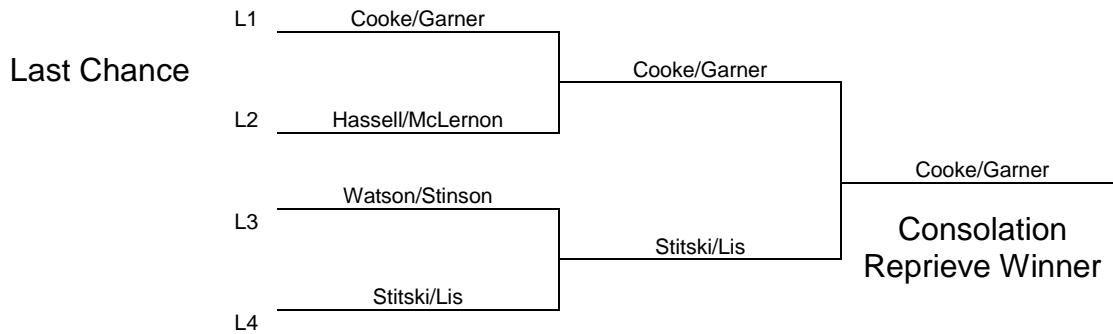 L1
Cooke/Garner
Last Chance
Cooke/Garner
L2
Hassell/McLernon
Cooke/Garner
Watson/Stinson
L3
Consolation
Reprieve Winner
Stitski/Lis
Stitski/Lis
L4